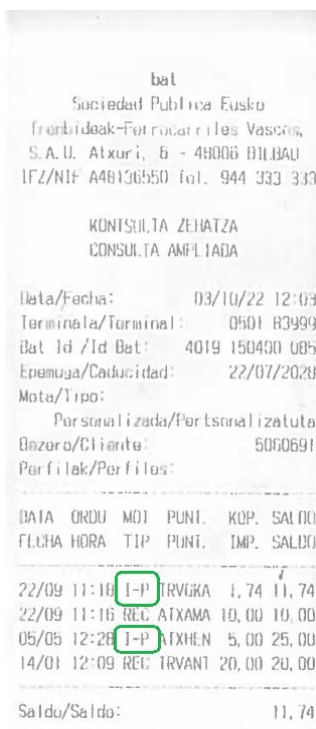 bat
Sociedad Publica Eusko
Trenbideak-Ferrocarriles Vascos,
S.A.U. Atxuri, 6 - 48006 BILBAU
IFZ/NIF A48136550 Tol. 944 333 333
KONTSULTA ZEHATZA
CONSULTA AMPLIADA
Data/Fecha: 03/10/22 12:03
Terminala/Terminal: 0501 83999
Bat Id /Id Bat: 4019 150400 085
Epemuga/Caducidad: 22/07/2028
Mota/Tipo:
Personalizada/Pertsonalizatuta
Bezero/Cliente: 5060691
Perfilak/Perfiles:
DATA ORDU MOT PUNT. KOP. SALDO
FECHA HORA TIP PUNT. IMP. SALDO
22/09 11:18 I-P TRVGKA 1,74 11,74
22/09 11:16 REC ATXAMA 10,00 10,00
05/05 12:28 I-P ATXHEN 5,00 25,00
14/01 12:09 REC TRVANT 20,00 20,00
Saldo/Saldo: 11,74